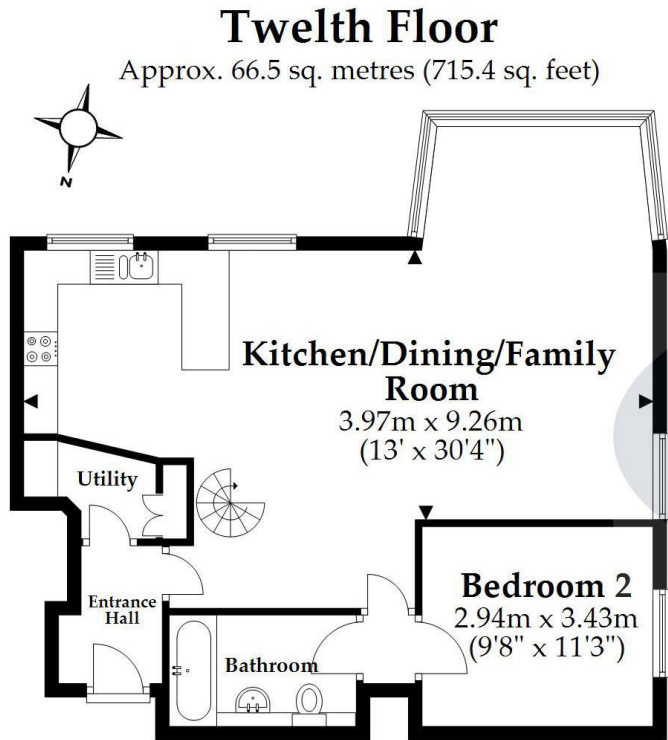 Twelth Floor
Approx. 66.5 sq. metres (715.4 sq. feet)
N
Kitchen/Dining/Family
Room
3.97m x 9.26m
(13' x 30'4")
Utility
Entrance
Hall
Bathroom
Bedroom 2
2.94m x 3.43m
(9'8" x 11'3")